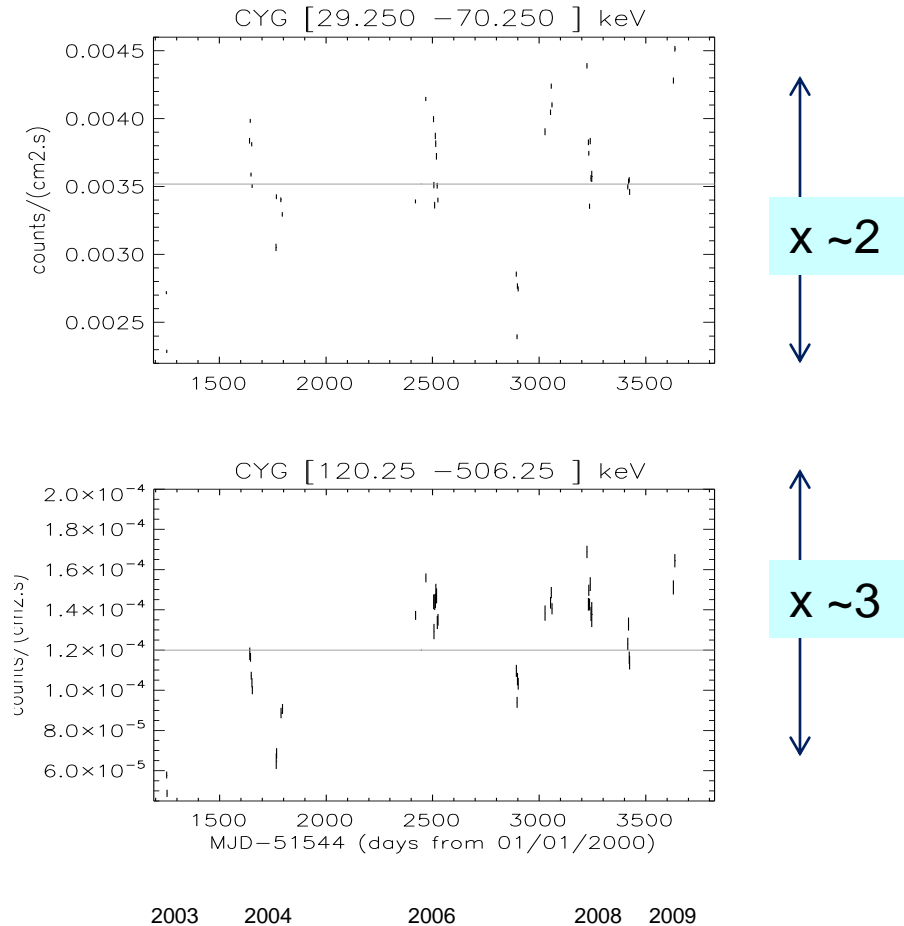 CYG [29.250 −70.250 ] keV
0.0045
0.0040
0.0035
0.0030
0.0025
counts/(cm2.s)
1500 2000 2500 3000 3500
x ~2
CYG [120.25 −506.25 ] keV
2.0×10⁻⁴
1.8×10⁻⁴
1.6×10⁻⁴
1.4×10⁻⁴
1.2×10⁻⁴
1.0×10⁻⁴
8.0×10⁻⁵
6.0×10⁻⁵
counts/(cm2.s)
1500 2000 2500 3000 3500
MJD−51544 (days from 01/01/2000)
x ~3
2003 2004 2006 2008 2009